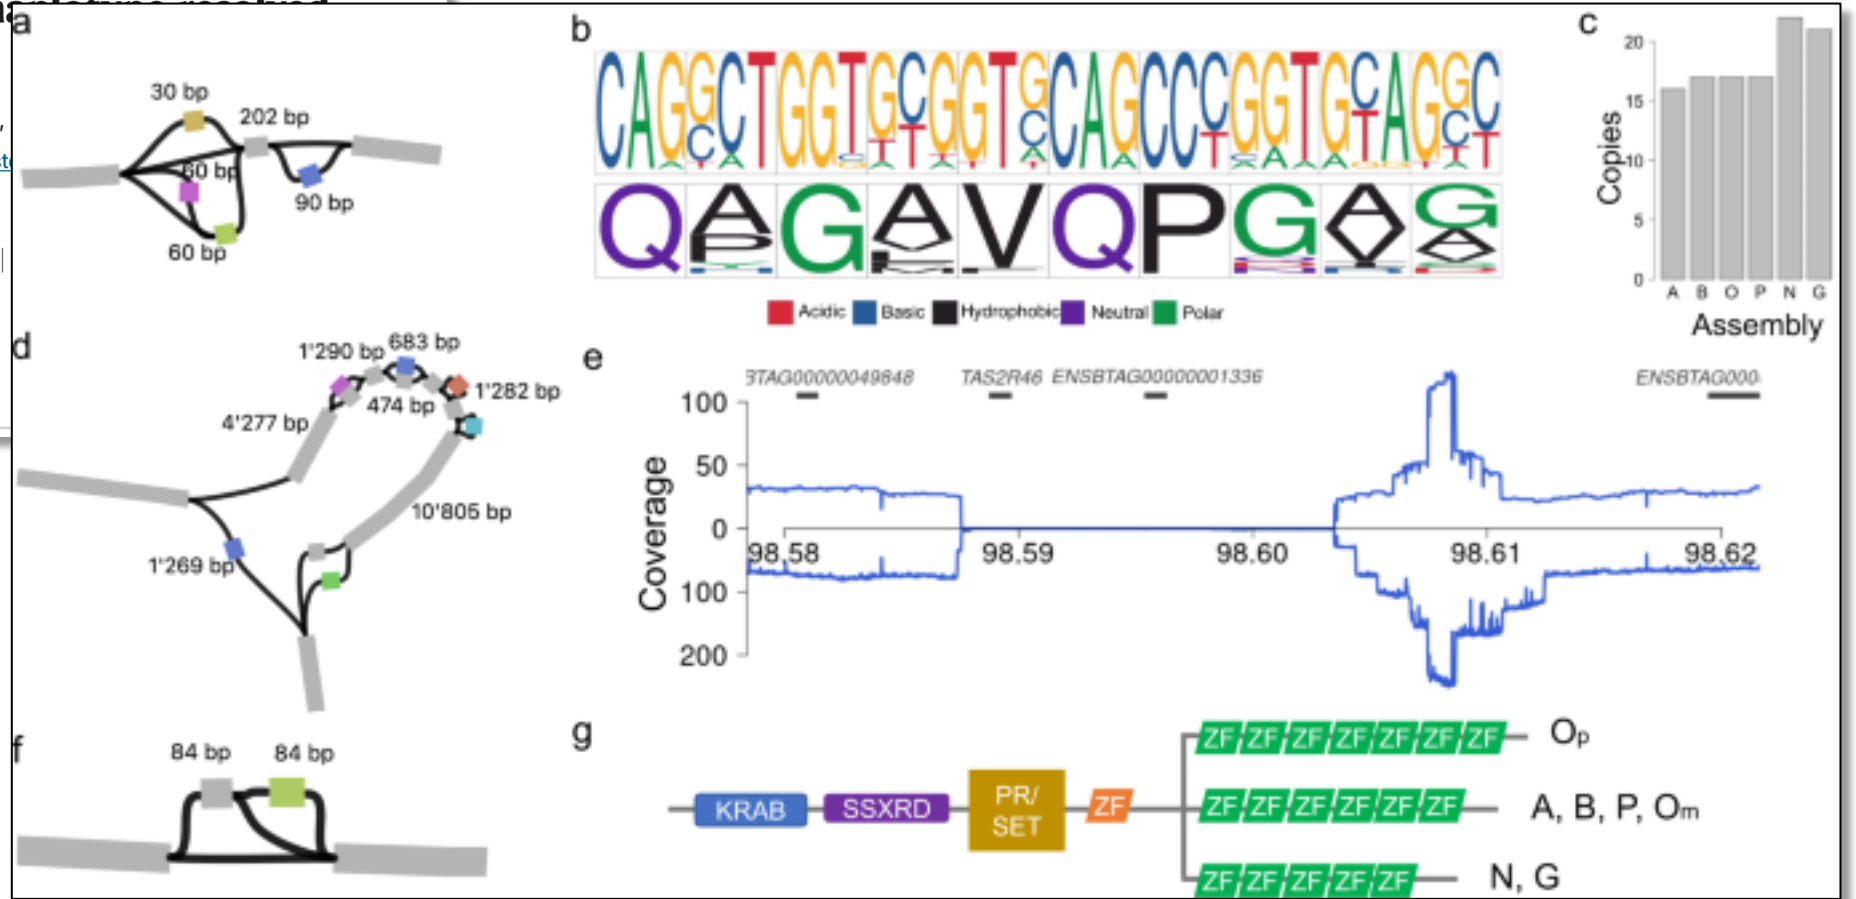 a
30 bp
202 bp
60 bp
90 bp
60 bp
b
CAGGCTGGTGCGGTGCAGCCCGGTGCAGGC
QAGAVQPGAG
Acidic Basic Hydrophobic Neutral Polar
c
20
15
10
5
0
Copies
A B O P N G
Assembly
d
1'290 bp
683 bp
1'282 bp
474 bp
4'277 bp
10'805 bp
1'269 bp
e
BTAG00000049848 TAS2R46 ENSBTAG00000001336 ENSBTAG000
100
50
0
100
200
Coverage
98.58 98.59 98.60 98.61 98.62
f
84 bp 84 bp
g
KRAB SSXRD PR/
SET
ZF
ZF ZF ZF ZF ZF ZF ZF Op
ZF ZF ZF ZF ZF ZF A, B, P, Om
ZF ZF ZF ZF ZF N, G